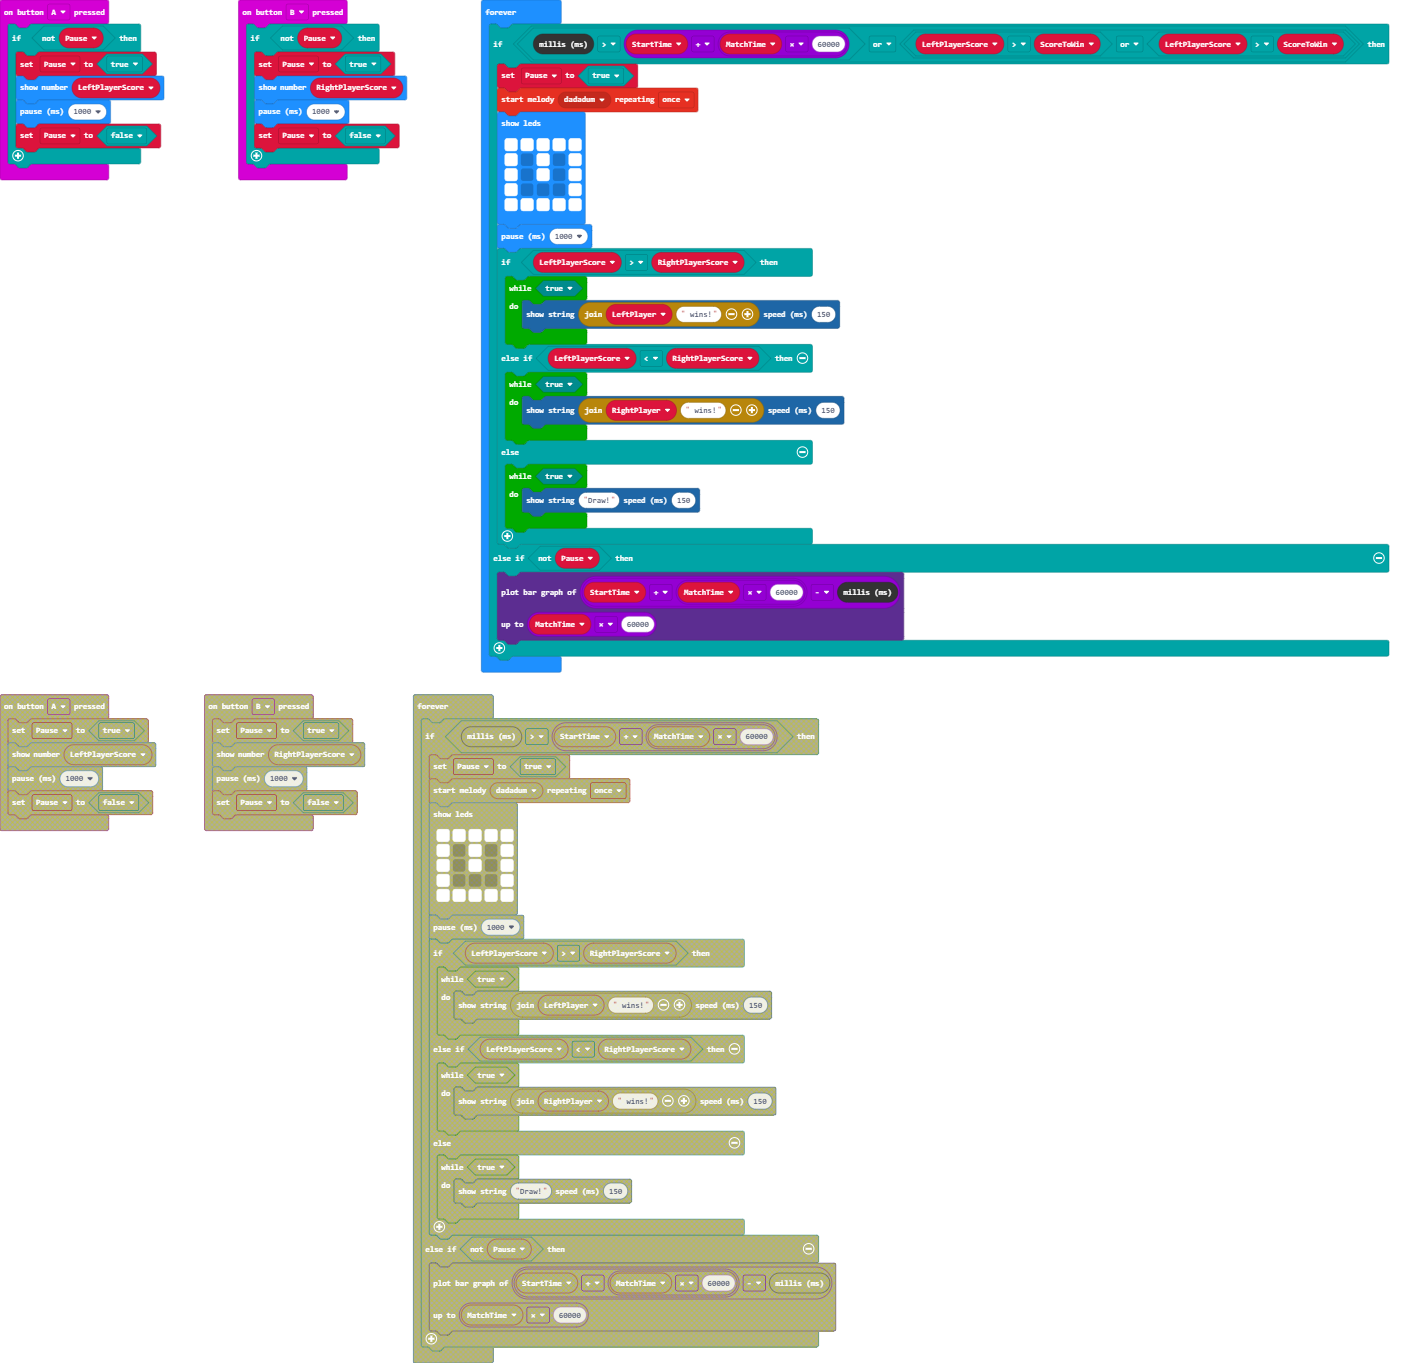 on button A pressed
if not Pause then
set Pause to true
show number LeftPlayerScore
pause (ms) 1000
set Pause to false
on button B pressed
if not Pause then
set Pause to true
show number RightPlayerScore
pause (ms) 1000
set Pause to false
forever
if millis (ms) > StartTime + MatchTime × 60000 or LeftPlayerScore > ScoreToWin or LeftPlayerScore > ScoreToWin then
set Pause to true
start melody dadadum repeating once
show leds
pause (ms) 1000
if LeftPlayerScore > RightPlayerScore then
while true
do show string join LeftPlayer " wins!" speed (ms) 150
else if LeftPlayerScore < RightPlayerScore then
while true
do show string join RightPlayer " wins!" speed (ms) 150
else
while true
do show string "Draw!" speed (ms) 150
else if not Pause then
plot bar graph of StartTime + MatchTime × 60000 - millis (ms)
up to MatchTime × 60000
on button A pressed
set Pause to true
show number LeftPlayerScore
pause (ms) 1000
set Pause to false
on button B pressed
set Pause to true
show number RightPlayerScore
pause (ms) 1000
set Pause to false
forever
if millis (ms) > StartTime + MatchTime × 60000 then
set Pause to true
start melody dadadum repeating once
show leds
pause (ms) 1000
if LeftPlayerScore > RightPlayerScore then
while true
do show string join LeftPlayer " wins!" speed (ms) 150
else if LeftPlayerScore < RightPlayerScore then
while true
do show string join RightPlayer " wins!" speed (ms) 150
else
while true
do show string "Draw!" speed (ms) 150
else if not Pause then
plot bar graph of StartTime + MatchTime × 60000 - millis (ms)
up to MatchTime × 60000